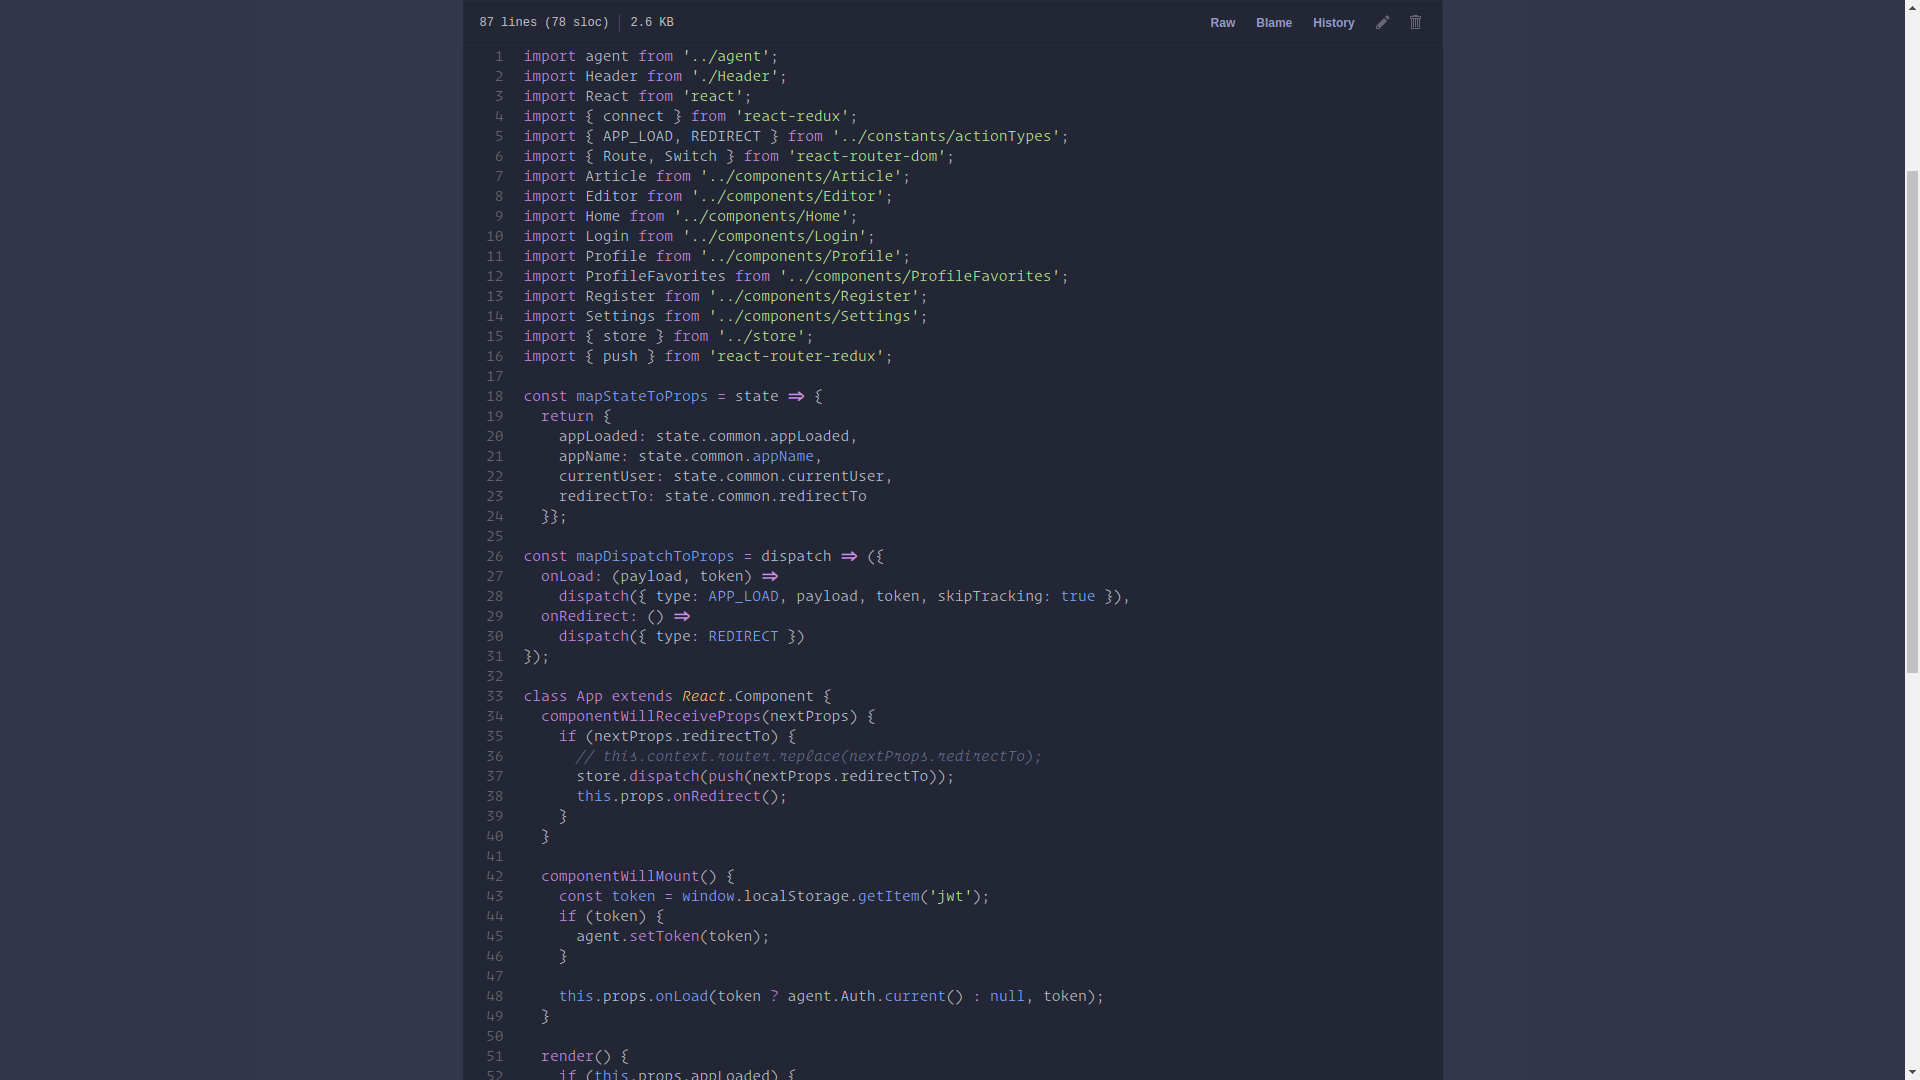 87 lines (78 sloc) 2.6 KB Raw Blame History
1 import agent from '../agent';
2 import Header from './Header';
3 import React from 'react';
4 import { connect } from 'react-redux';
5 import { APP_LOAD, REDIRECT } from '../constants/actionTypes';
6 import { Route, Switch } from 'react-router-dom';
7 import Article from '../components/Article';
8 import Editor from '../components/Editor';
9 import Home from '../components/Home';
10 import Login from '../components/Login';
11 import Profile from '../components/Profile';
12 import ProfileFavorites from '../components/ProfileFavorites';
13 import Register from '../components/Register';
14 import Settings from '../components/Settings';
15 import { store } from '../store';
16 import { push } from 'react-router-redux';
17
18 const mapStateToProps = state => {
19   return {
20     appLoaded: state.common.appLoaded,
21     appName: state.common.appName,
22     currentUser: state.common.currentUser,
23     redirectTo: state.common.redirectTo
24   }};
25
26 const mapDispatchToProps = dispatch => ({
27   onLoad: (payload, token) =>
28     dispatch({ type: APP_LOAD, payload, token, skipTracking: true }),
29   onRedirect: () =>
30     dispatch({ type: REDIRECT })
31 });
32
33 class App extends React.Component {
34   componentWillReceiveProps(nextProps) {
35     if (nextProps.redirectTo) {
36       // this.context.router.replace(nextProps.redirectTo);
37       store.dispatch(push(nextProps.redirectTo));
38       this.props.onRedirect();
39     }
40   }
41
42   componentWillMount() {
43     const token = window.localStorage.getItem('jwt');
44     if (token) {
45       agent.setToken(token);
46     }
47
48     this.props.onLoad(token ? agent.Auth.current() : null, token);
49   }
50
51   render() {
52     if (this.props.appLoaded) {